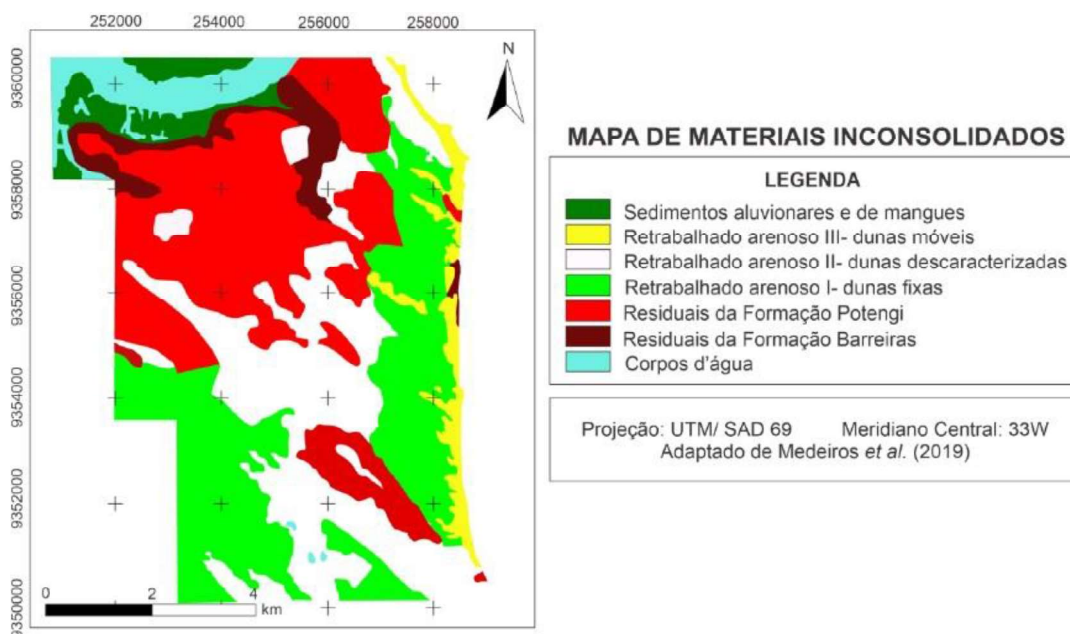 252000 254000 256000 258000
9360000
9358000
9355000
9354000
9352000
9350000
N
0 2 4
km
MAPA DE MATERIAIS INCONSOLIDADOS
LEGENDA
Sedimentos aluvionares e de mangues
Retrabalhado arenoso III- dunas móveis
Retrabalhado arenoso II- dunas descaracterizadas
Retrabalhado arenoso I- dunas fixas
Residuais da Formação Potengi
Residuais da Formação Barreiras
Corpos d'água
Projeção: UTM/ SAD 69 Meridiano Central: 33W
Adaptado de Medeiros et al. (2019)